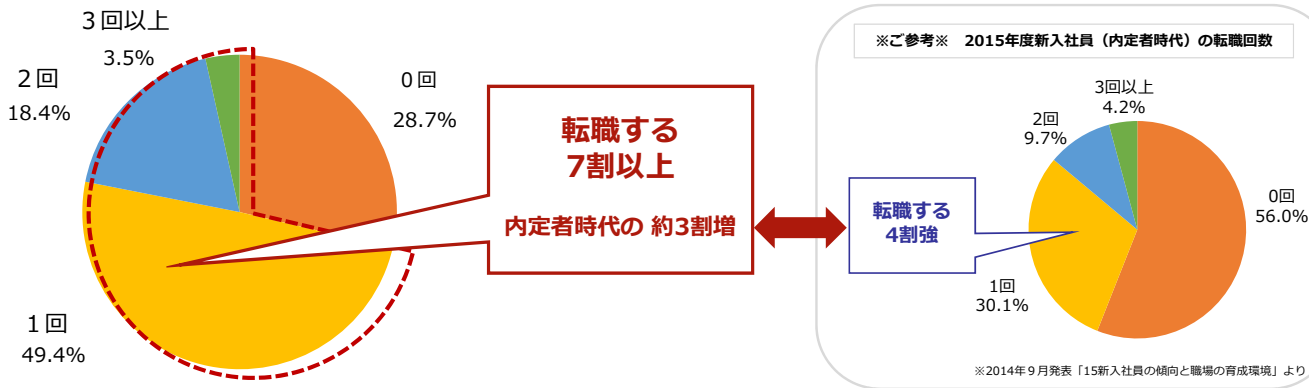 ３回以上
3.5%
２回
18.4%
０回
28.7%
１回
49.4%
転職する
7割以上
内定者時代の 約3割増
※ご参考※　2015年度新入社員（内定者時代）の転職回数
3回以上
4.2%
2回
9.7%
0回
56.0%
1回
30.1%
転職する
4割強
※2014年９月発表「15新入社員の傾向と職場の育成環境」より